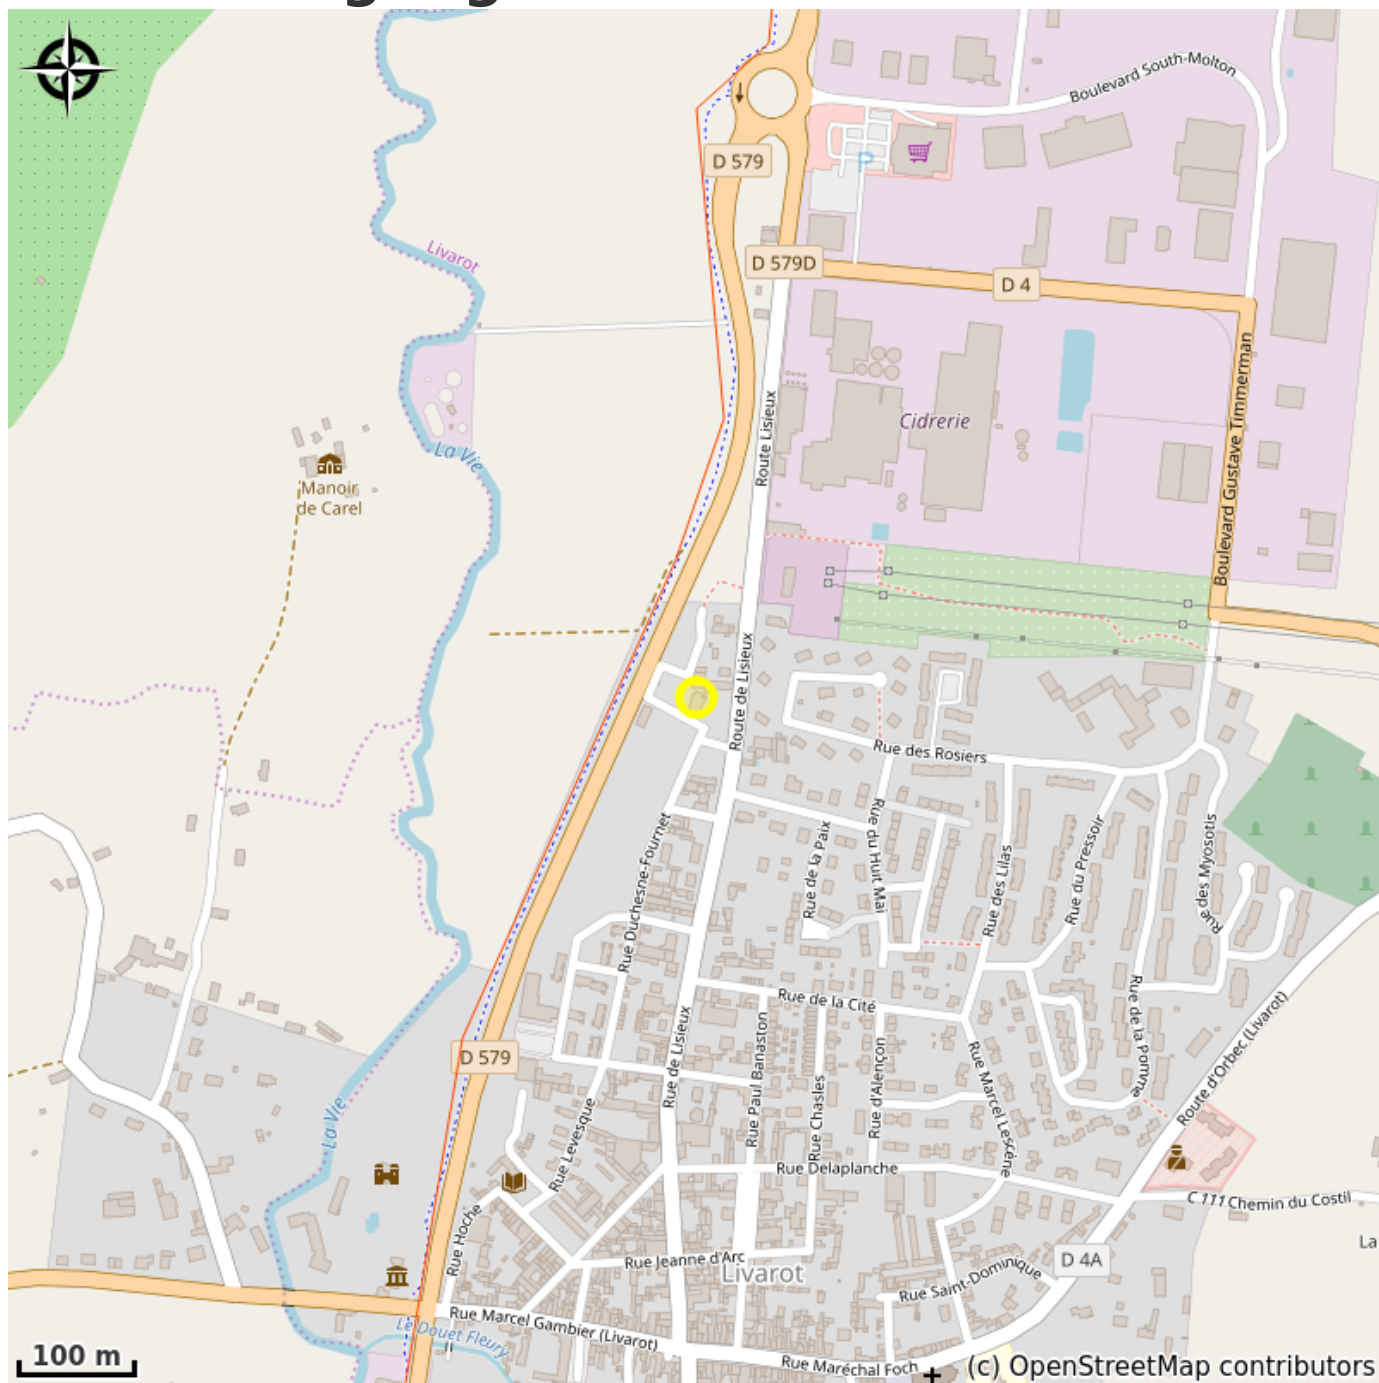 Boulevard South-Molton
D 579
Livarot
D 579D
D 4
Boulevard Gustave Timmerman
Route Lisieux
Cidrerie
La Vie
Manoir
de Carel
Route de Lisieux
Rue des Rosiers
Rue du Huit Mai
Rue de la Paix
Rue des Lilas
Rue du Pressoir
Rue des Myosotis
Rue Duchesne-Fournet
Rue de la Cité
Rue de la Pomme
Route d'Orbec (Livarot)
D 579
Rue de Lisieux
Rue Paul Banaston
Rue Chasles
Rue d'Alençon
Rue Marcel Lescène
La Vie
Rue Levesque
Rue Delaplanche
C 111 Chemin du Costil
Rue Hoche
Rue Jeanne d'Arc
Livarot
La
D 4A
Rue Saint-Dominique
Rue Marcel Gambier (Livarot)
Le Douet Fleury
Rue Maréchal Foch
100 m
(c) OpenStreetMap contributors